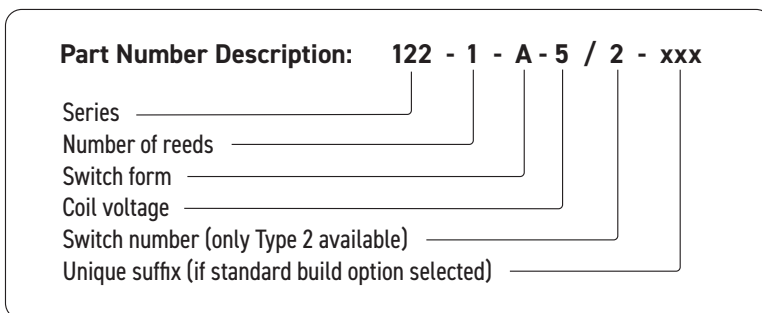 Part Number Description: 122 - 1 - A - 5 / 2 - xxx
Series
Number of reeds
Switch form
Coil voltage
Switch number (only Type 2 available)
Unique suffix (if standard build option selected)